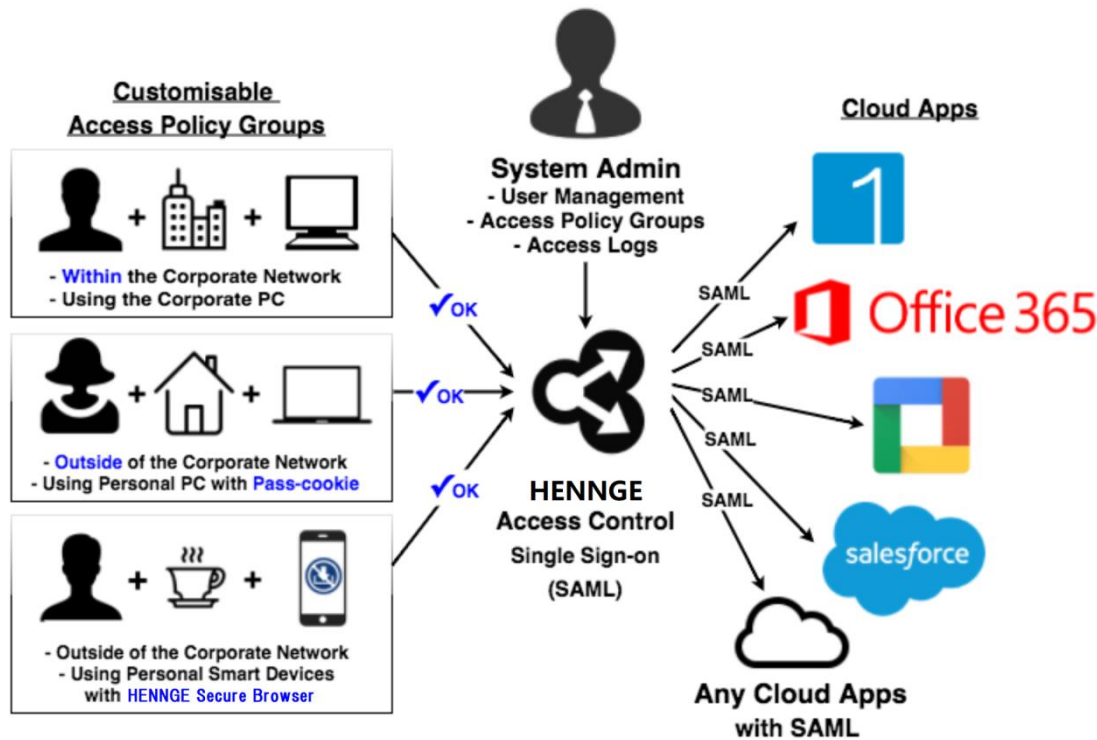 Customisable
Access Policy Groups
- Within the Corporate Network
- Using the Corporate PC
- Outside of the Corporate Network
- Using Personal PC with Pass-cookie
- Outside of the Corporate Network
- Using Personal Smart Devices
with HENNGE Secure Browser
✓OK
✓OK
✓OK
System Admin
- User Management
- Access Policy Groups
- Access Logs
HENNGE
Access Control
Single Sign-on
(SAML)
SAML
SAML
SAML
SAML
SAML
Cloud Apps
1
Office 365
salesforce
Any Cloud Apps
with SAML